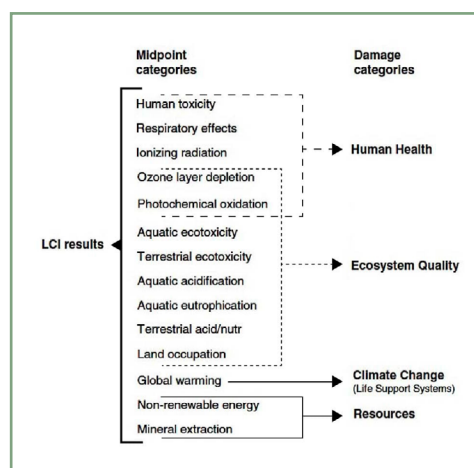 Midpoint categories
Damage categories
Human toxicity
Respiratory effects
Ionizing radiation
Human Health
Ozone layer depletion
Photochemical oxidation
Aquatic ecotoxicity
LCI results
Terrestrial ecotoxicity
Ecosystem Quality
Aquatic acidification
Aquatic eutrophication
Terrestrial acid/nutr
Land occupation
Global warming
Climate Change
(Life Support Systems)
Non-renewable energy
Resources
Mineral extraction